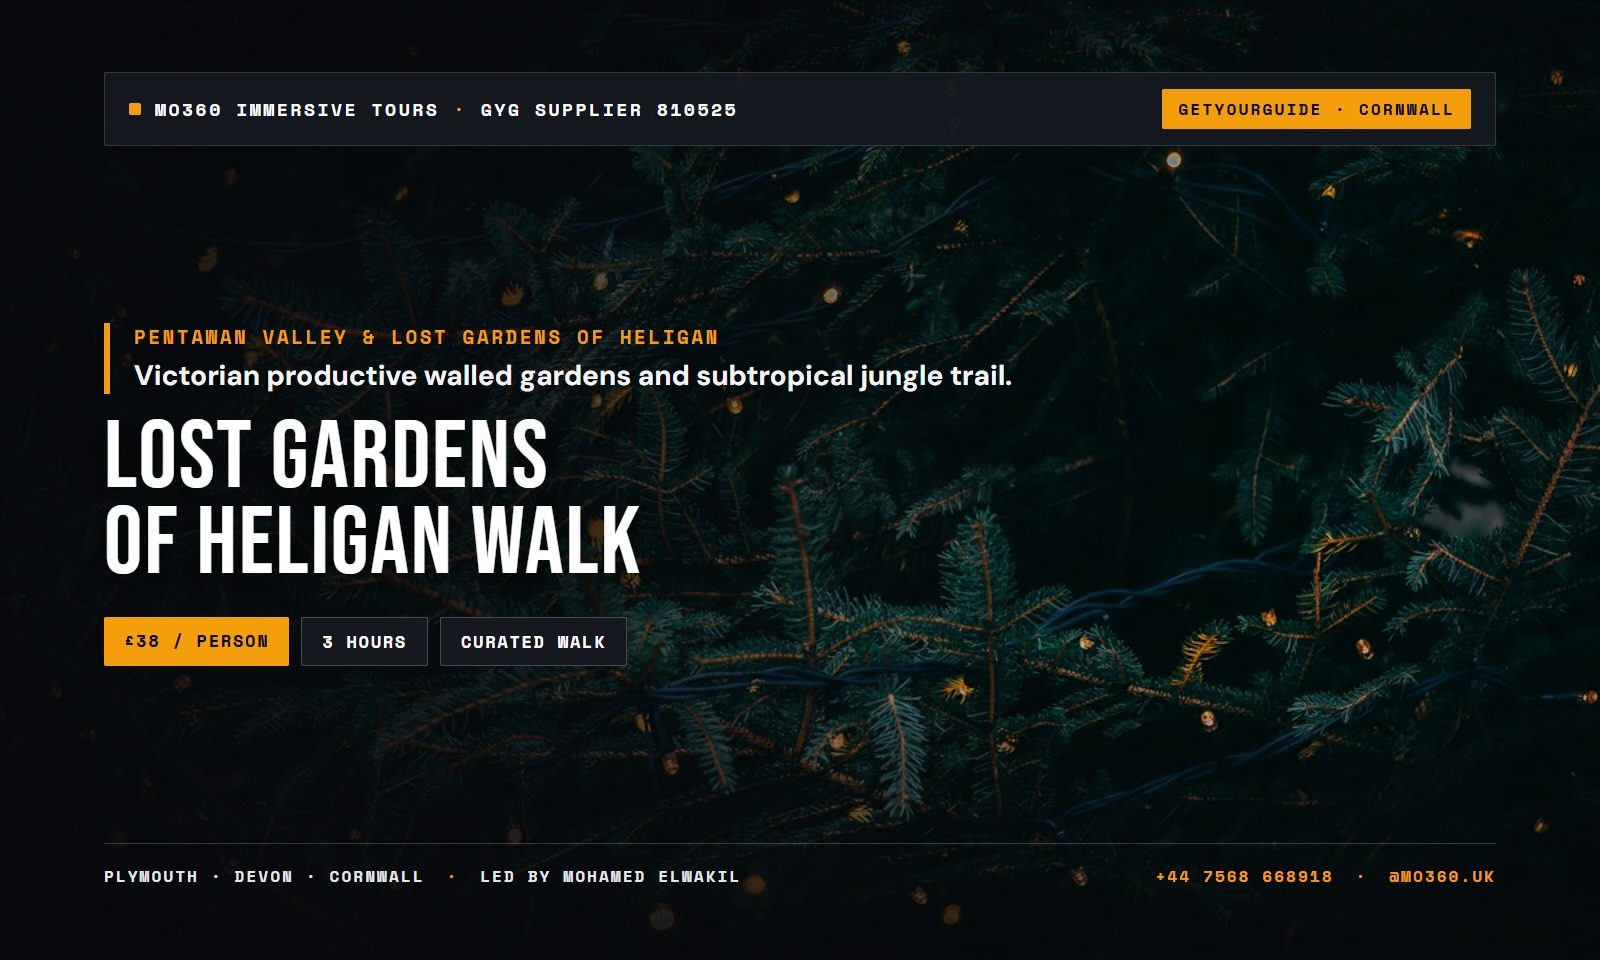 MO360 IMMERSIVE TOURS · GYG SUPPLIER 810525
GETYOURGUIDE · CORNWALL
PENTAWAN VALLEY & LOST GARDENS OF HELIGAN
Victorian productive walled gardens and subtropical jungle trail.
LOST GARDENS
OF HELIGAN WALK
£38 / PERSON
3 HOURS
CURATED WALK
PLYMOUTH · DEVON · CORNWALL · LED BY MOHAMED ELWAKIL
+44 7568 668918 · @MO360.UK